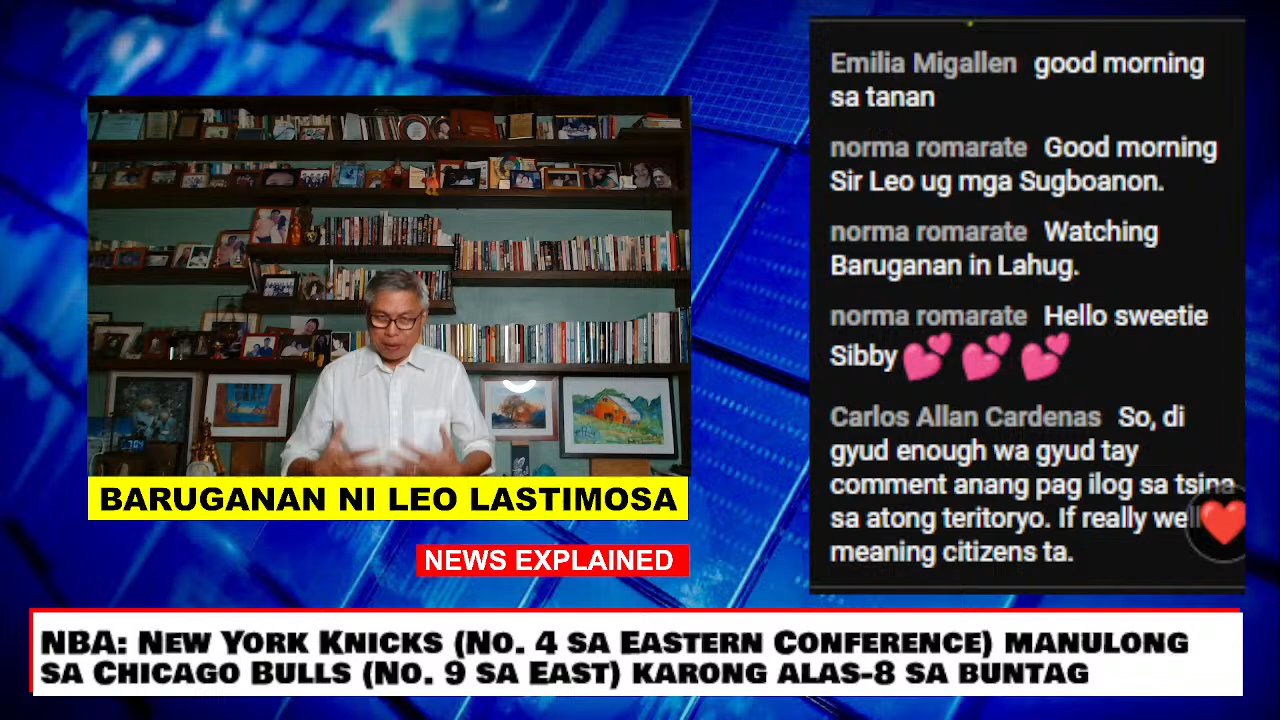 Emilia Migallen good morning
sa tanan
norma romarate Good morning
Sir Leo ug mga Sugboanon.
norma romarate Watching
Baruganan in Lahug.
norma romarate Hello sweetie
Sibby💕 💕 💕
Carlos Allan Cardenas So, di
gyud enough wa gyud tay
comment anang pag ilog sa tsina
sa atong teritoryo. If really well
meaning citizens ta.
BARUGANAN NI LEO LASTIMOSA
NEWS EXPLAINED
NBA: NEW YORK KNICKS (NO. 4 SA EASTERN CONFERENCE) MANULONG
SA CHICAGO BULLS (NO. 9 SA EAST) KARONG ALAS-8 SA BUNTAG